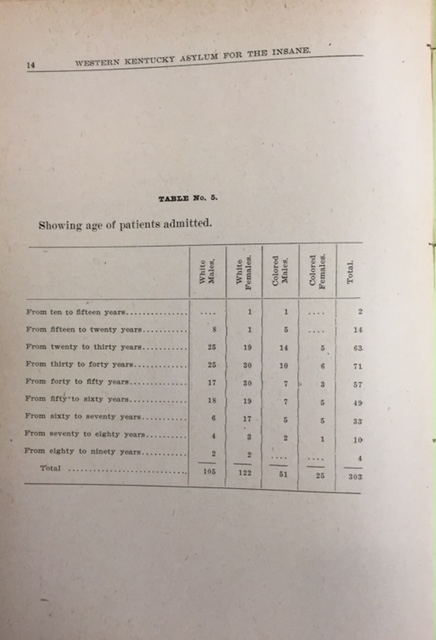 14 WESTERN KENTUCKY ASYLUM FOR THE INSANE.
TABLE No. 5.
Showing age of patients admitted.
White Males. White Females. Colored Males. Colored Females. Total.
From ten to fifteen years............... .... 1 1 .... 2
From fifteen to twenty years........... 8 1 5 .... 14
From twenty to thirty years........... 25 19 14 5 63
From thirty to forty years............. 25 30 10 6 71
From forty to fifty years............... 17 30 7 3 57
From fifty to sixty years............... 18 19 7 5 49
From sixty to seventy years........... 6 17 5 5 33
From seventy to eighty years.......... 4 3 2 1 10
From eighty to ninety years........... 2 2 .... .... 4
Total ............................. 105 122 51 25 303